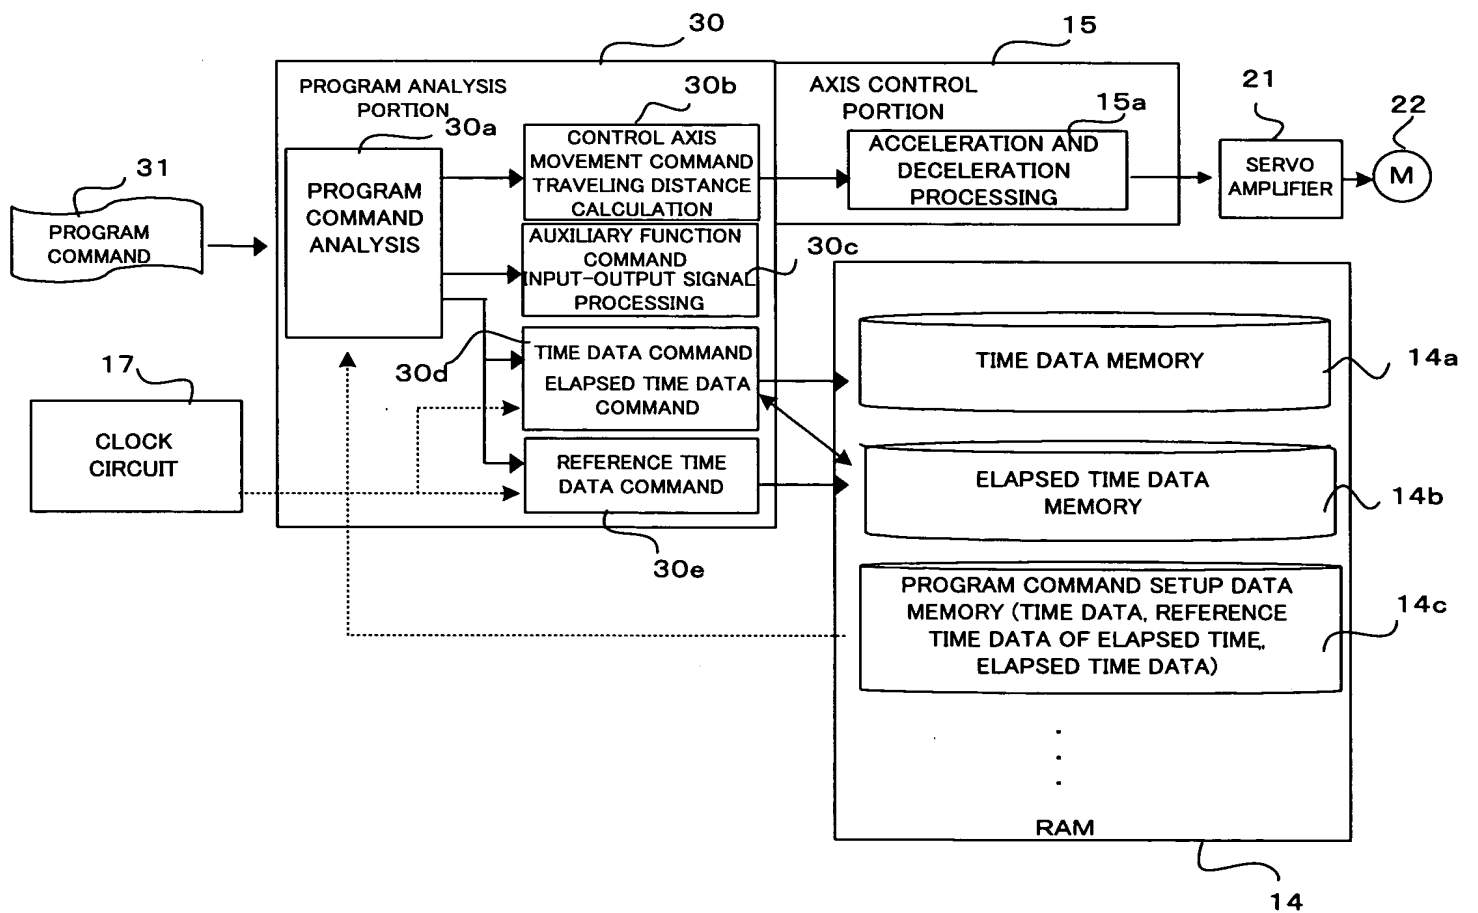 30
15
PROGRAM ANALYSIS
PORTION
30a
30b
CONTROL AXIS
MOVEMENT COMMAND
TRAVELING DISTANCE
CALCULATION
AXIS CONTROL
PORTION
15a
ACCELERATION AND
DECELERATION
PROCESSING
21
SERVO
AMPLIFIER
22
M
31
PROGRAM
COMMAND
PROGRAM
COMMAND
ANALYSIS
AUXILIARY FUNCTION
COMMAND
INPUT-OUTPUT SIGNAL
PROCESSING
30c
30d
TIME DATA COMMAND
ELAPSED TIME DATA
COMMAND
17
CLOCK
CIRCUIT
REFERENCE TIME
DATA COMMAND
30e
TIME DATA MEMORY
14a
ELAPSED TIME DATA
MEMORY
14b
PROGRAM COMMAND SETUP DATA
MEMORY (TIME DATA, REFERENCE
TIME DATA OF ELAPSED TIME,
ELAPSED TIME DATA)
14c
RAM
14